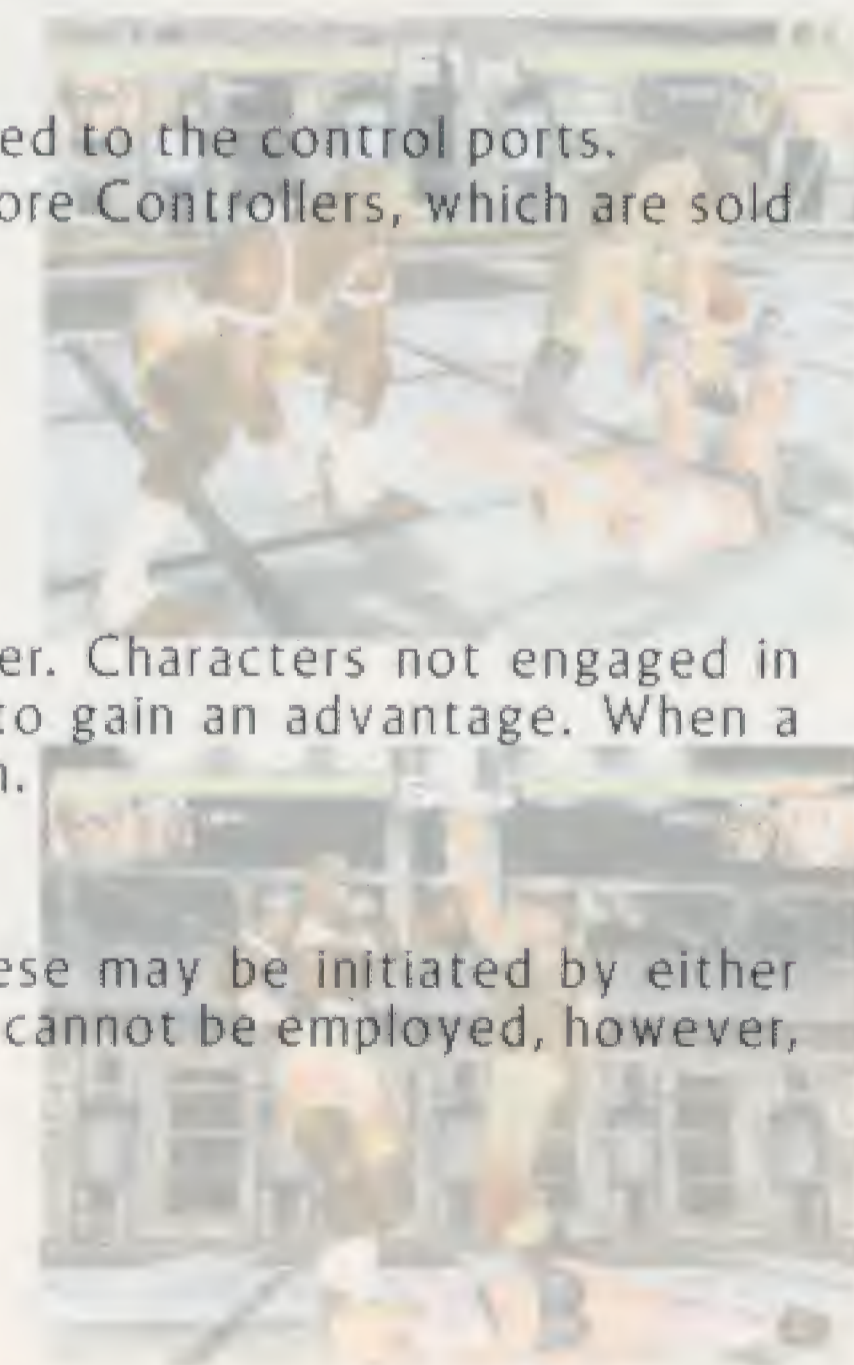 ed to the control ports.
ore Controllers, which are sold
er. Characters not engaged in
to gain an advantage. When a
n.
ese may be initiated by either
cannot be employed, however,